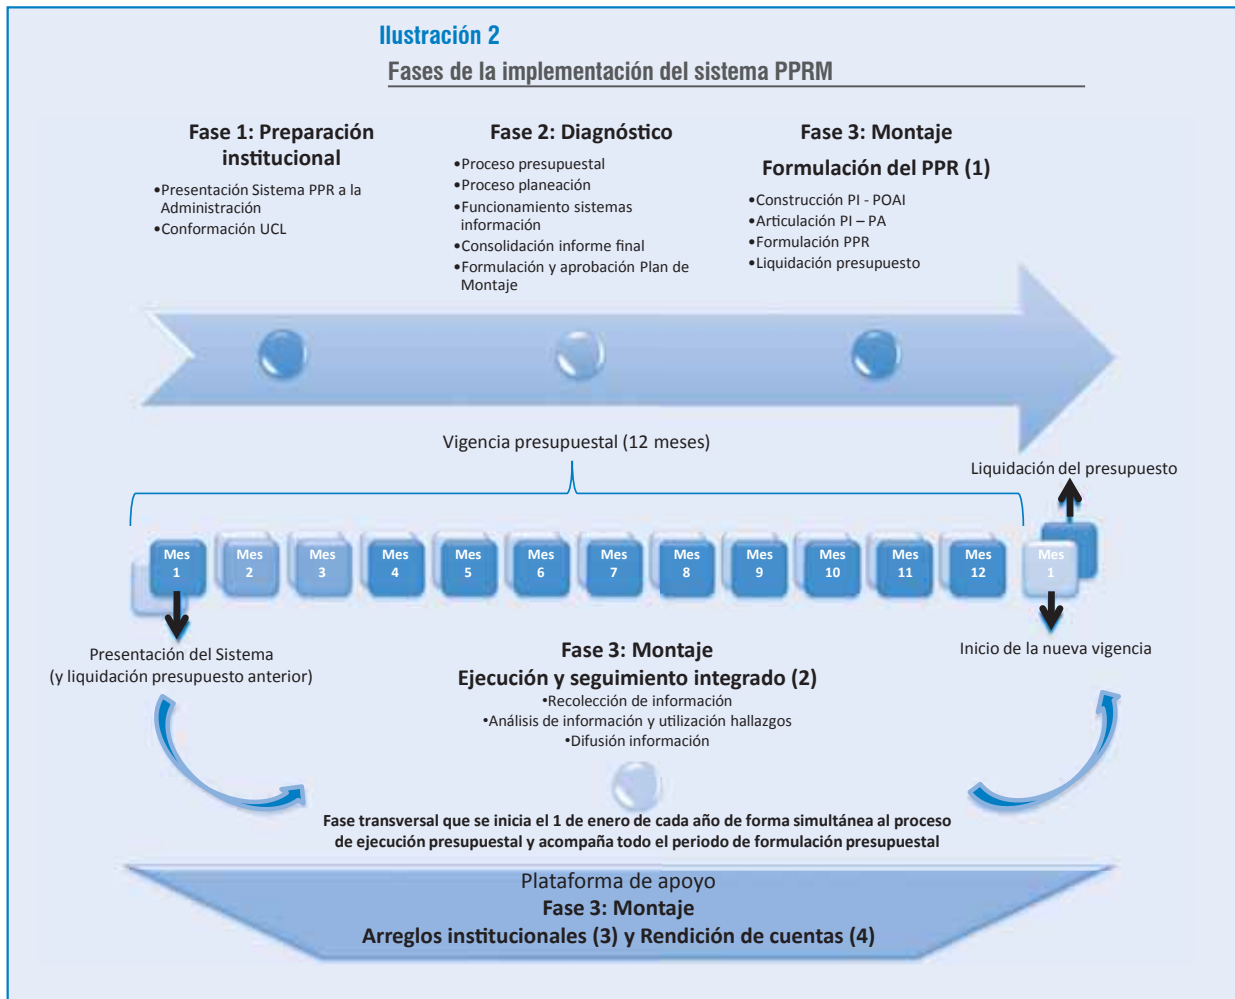 Ilustración 2
Fases de la implementación del sistema PPRM
Fase 1: Preparación
institucional
•Presentación Sistema PPR a la
Administración
•Conformación UCL
Fase 2: Diagnóstico
•Proceso presupuestal
•Proceso planeación
•Funcionamiento sistemas
información
•Consolidación informe final
•Formulación y aprobación Plan de
Montaje
Fase 3: Montaje
Formulación del PPR (1)
•Construcción PI - POAI
•Articulación PI – PA
•Formulación PPR
•Liquidación presupuesto
Vigencia presupuestal (12 meses)
Liquidación del presupuesto
Mes
1
Mes
2
Mes
3
Mes
4
Mes
5
Mes
6
Mes
7
Mes
8
Mes
9
Mes
10
Mes
11
Mes
12
Mes
1
Presentación del Sistema
(y liquidación presupuesto anterior)
Inicio de la nueva vigencia
Fase 3: Montaje
Ejecución y seguimiento integrado (2)
•Recolección de información
•Análisis de información y utilización hallazgos
•Difusión información
Fase transversal que se inicia el 1 de enero de cada año de forma simultánea al proceso
de ejecución presupuestal y acompaña todo el periodo de formulación presupuestal
Plataforma de apoyo
Fase 3: Montaje
Arreglos institucionales (3) y Rendición de cuentas (4)